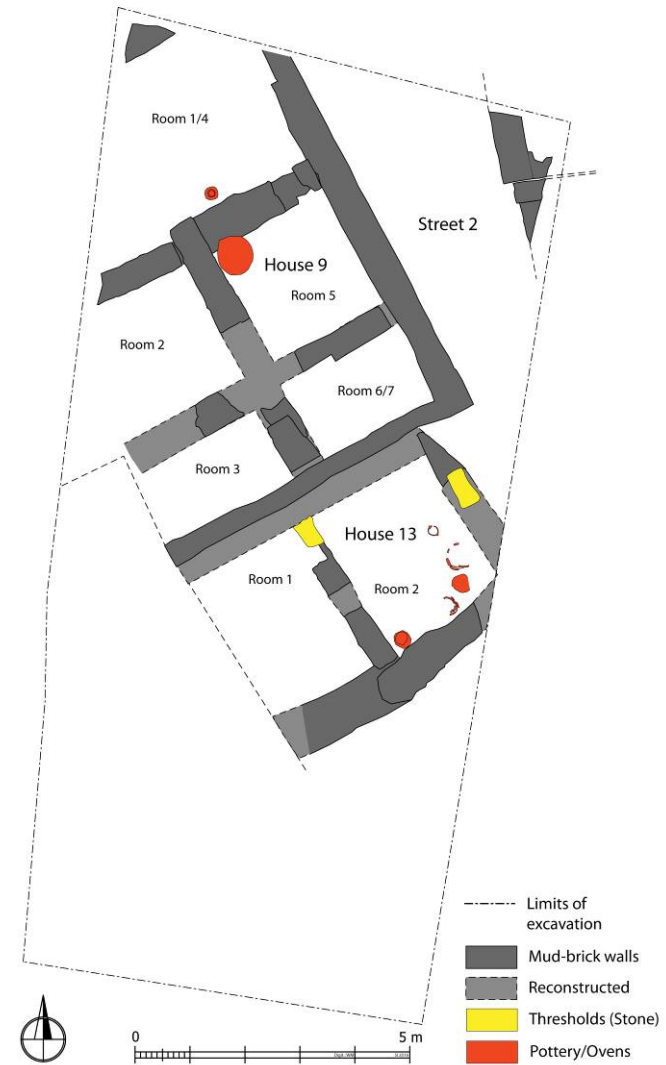 Room 1/4
Street 2
House 9
Room 5
Room 2
Room 6/7
Room 3
House 13
Room 1
Room 2
Limits of
excavation
Mud-brick walls
Reconstructed
Thresholds (Stone)
Pottery/Ovens
0
5 m